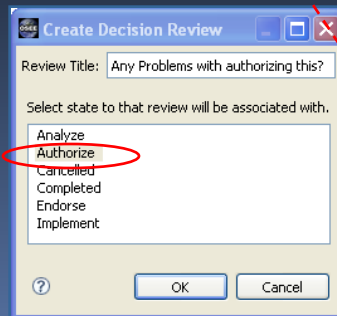 OSEE Create Decision Review
Review Title: Any Problems with authorizing this?
Select state to that review will be associated with.
Analyze
Authorize
Cancelled
Completed
Endorse
Implement
? OK Cancel